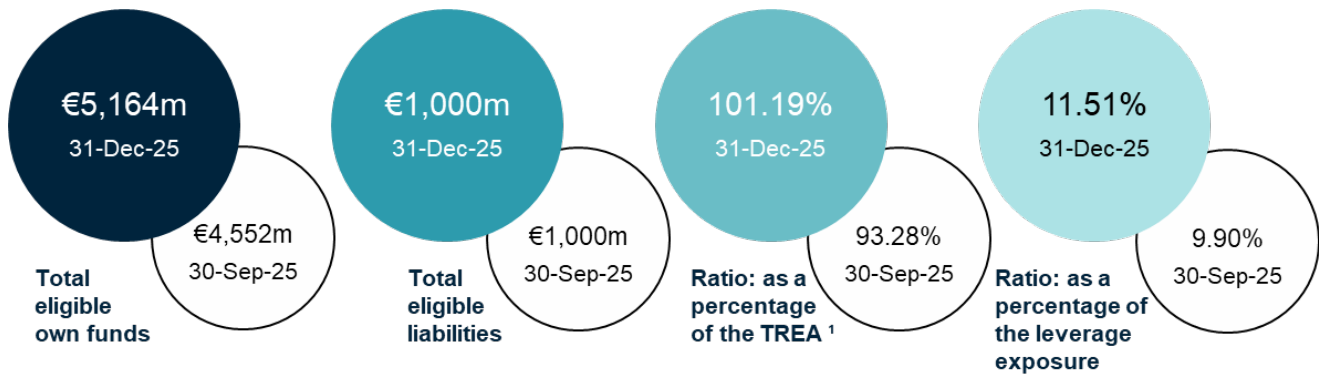 €5,164m
31-Dec-25
€4,552m
30-Sep-25
Total
eligible
own funds
€1,000m
31-Dec-25
€1,000m
30-Sep-25
Total
eligible
liabilities
101.19%
31-Dec-25
93.28%
30-Sep-25
Ratio: as a
percentage
of the TREA ¹
11.51%
31-Dec-25
9.90%
30-Sep-25
Ratio: as a
percentage of
the leverage
exposure